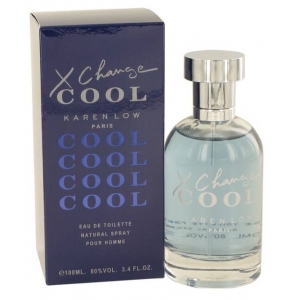 X Change
COOL
KAREN LOW
PARIS
COOL
COOL
COOL
COOL
EAU DE TOILETTE
NATURAL SPRAY
POUR HOMME
℮100ML. 80%VOL. 3.4 FL.OZ.
X Change
COOL